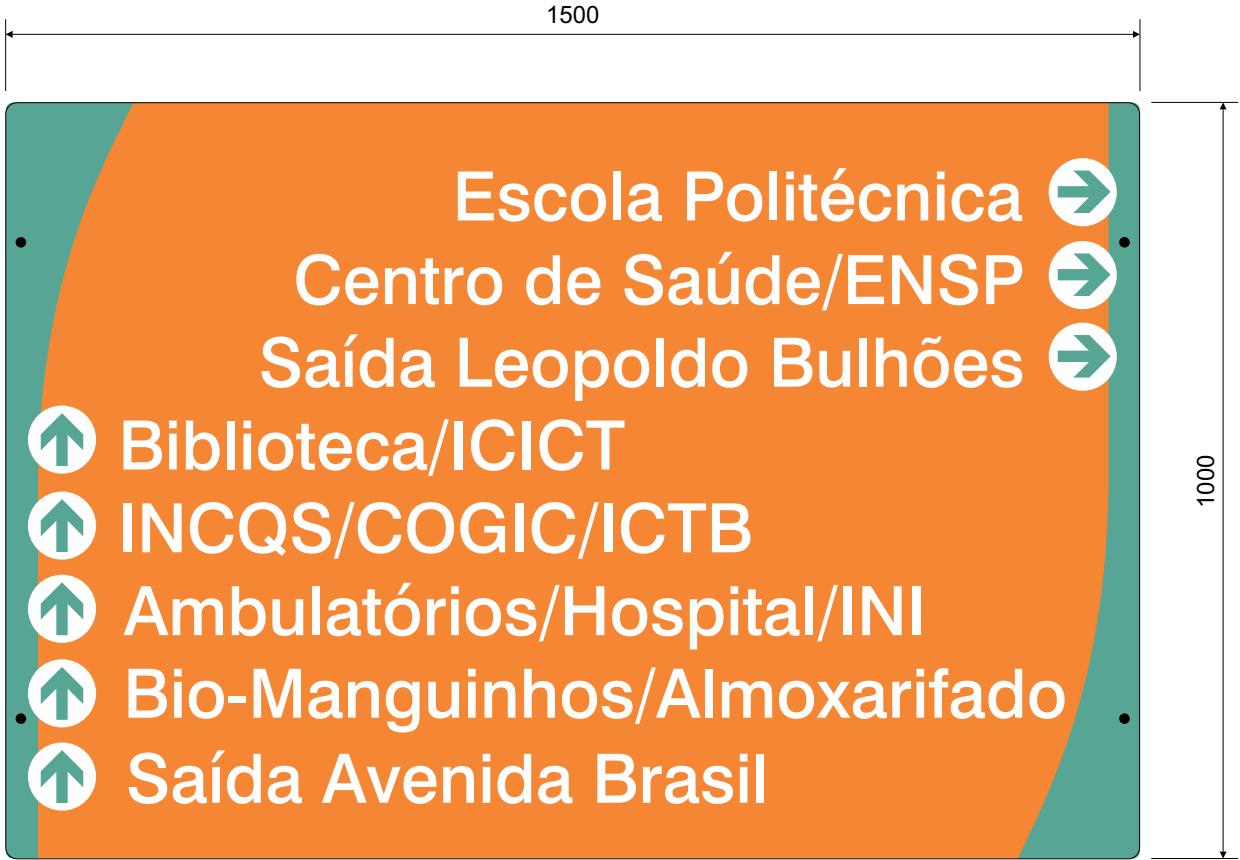 1500
Escola Politécnica
Centro de Saúde/ENSP
Saída Leopoldo Bulhões
Biblioteca/ICICT
INCQS/COGIC/ICTB
Ambulatórios/Hospital/INI
Bio-Manguinhos/Almoxarifado
Saída Avenida Brasil
1000